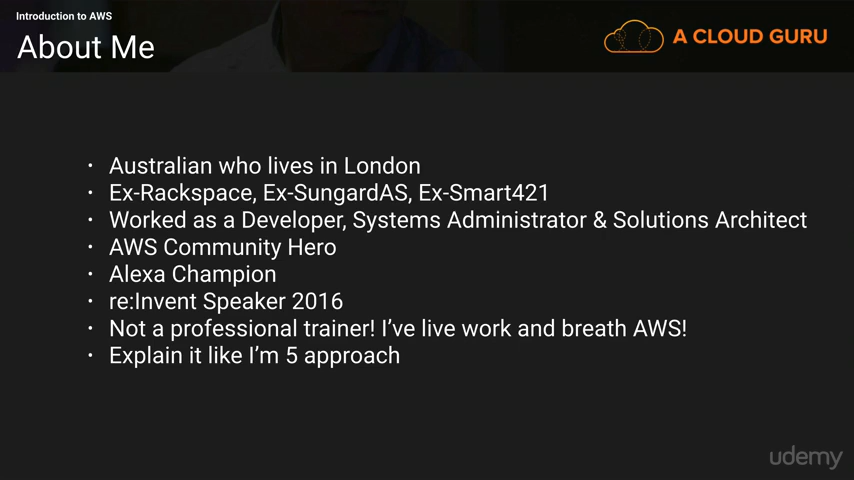 Introduction to AWS
About Me
A CLOUD GURU
• Australian who lives in London
• Ex-Rackspace, Ex-SungardAS, Ex-Smart421
• Worked as a Developer, Systems Administrator & Solutions Architect
• AWS Community Hero
• Alexa Champion
• re:Invent Speaker 2016
• Not a professional trainer! I've live work and breath AWS!
• Explain it like I'm 5 approach
udemy